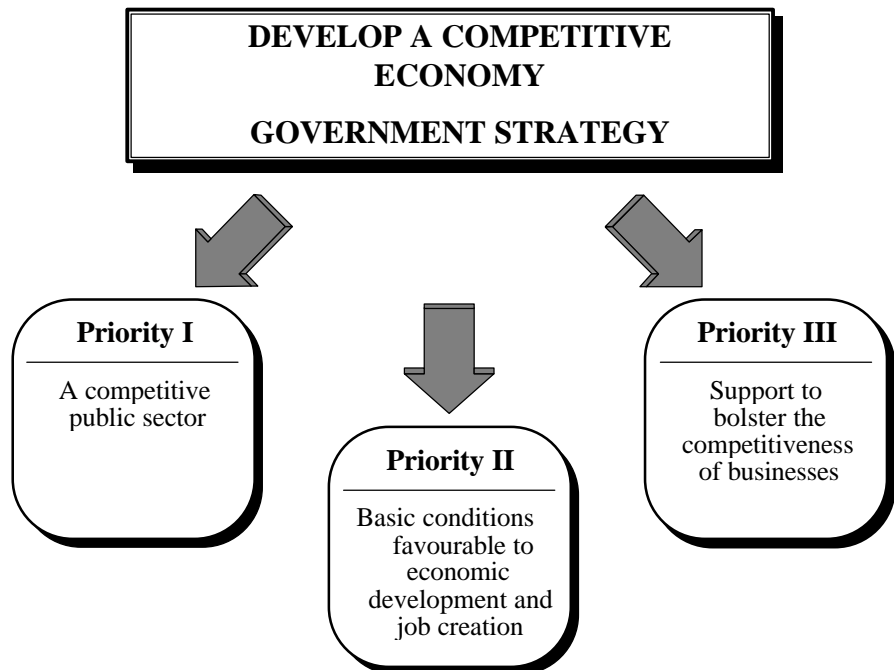 DEVELOP A COMPETITIVE
ECONOMY
GOVERNMENT STRATEGY
Priority I
A competitive
public sector
Priority II
Basic conditions
favourable to
economic
development and
job creation
Priority III
Support to
bolster the
competitiveness
of businesses